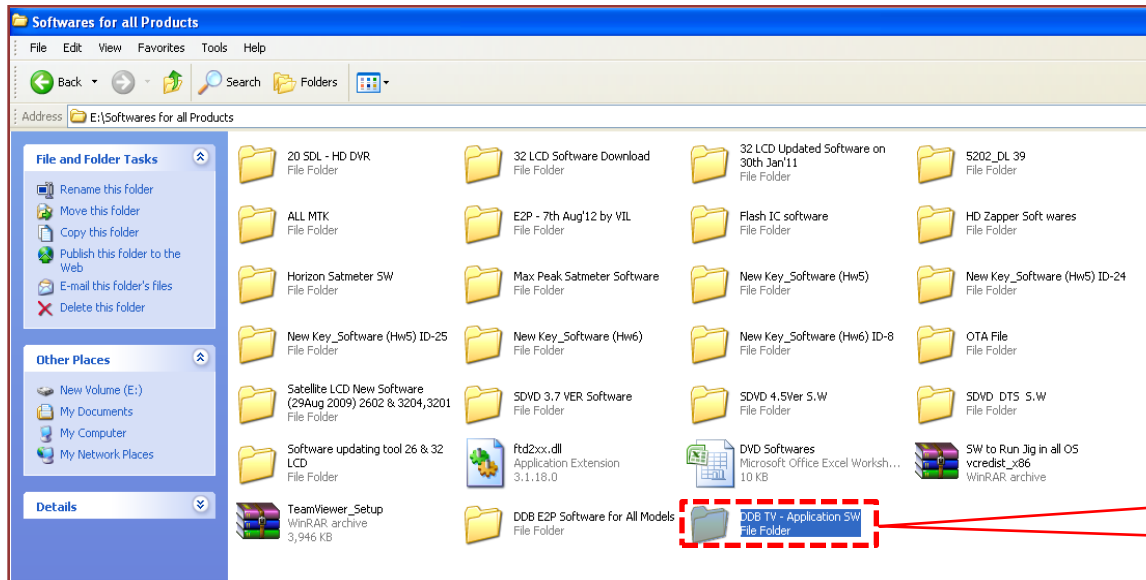 Softwares for all Products
File Edit View Favorites Tools Help
Back Search Folders
Address E:\Softwares for all Products
File and Folder Tasks
Rename this folder
Move this folder
Copy this folder
Publish this folder to the
Web
E-mail this folder's files
Delete this folder
Other Places
New Volume (E:)
My Documents
My Computer
My Network Places
Details
20 SDL - HD DVR
File Folder
32 LCD Software Download
File Folder
32 LCD Updated Software on
30th Jan'11
File Folder
5202_DL 39
File Folder
ALL MTK
File Folder
E2P - 7th Aug'12 by VIL
File Folder
Flash IC software
File Folder
HD Zapper Soft wares
File Folder
Horizon Satmeter SW
File Folder
Max Peak Satmeter Software
File Folder
New Key_Software (Hw5)
File Folder
New Key_Software (Hw5) ID-24
File Folder
New Key_Software (Hw5) ID-25
File Folder
New Key_Software (Hw6)
File Folder
New Key_Software (Hw6) ID-8
File Folder
OTA File
File Folder
Satellite LCD New Software
(29Aug 2009) 2602 & 3204,3201
File Folder
SDVD 3.7 VER Software
File Folder
SDVD 4.5Ver S.W
File Folder
SDVD DTS S.W
File Folder
Software updating tool 26 & 32
LCD
File Folder
ftd2xx.dll
Application Extension
3.1.18.0
DVD Softwares
Microsoft Office Excel Worksh...
10 KB
SW to Run Jig in all OS
vcredist_x86
WinRAR archive
TeamViewer_Setup
WinRAR archive
3,946 KB
DDB E2P Software for All Models
File Folder
DDB TV - Application SW
File Folder